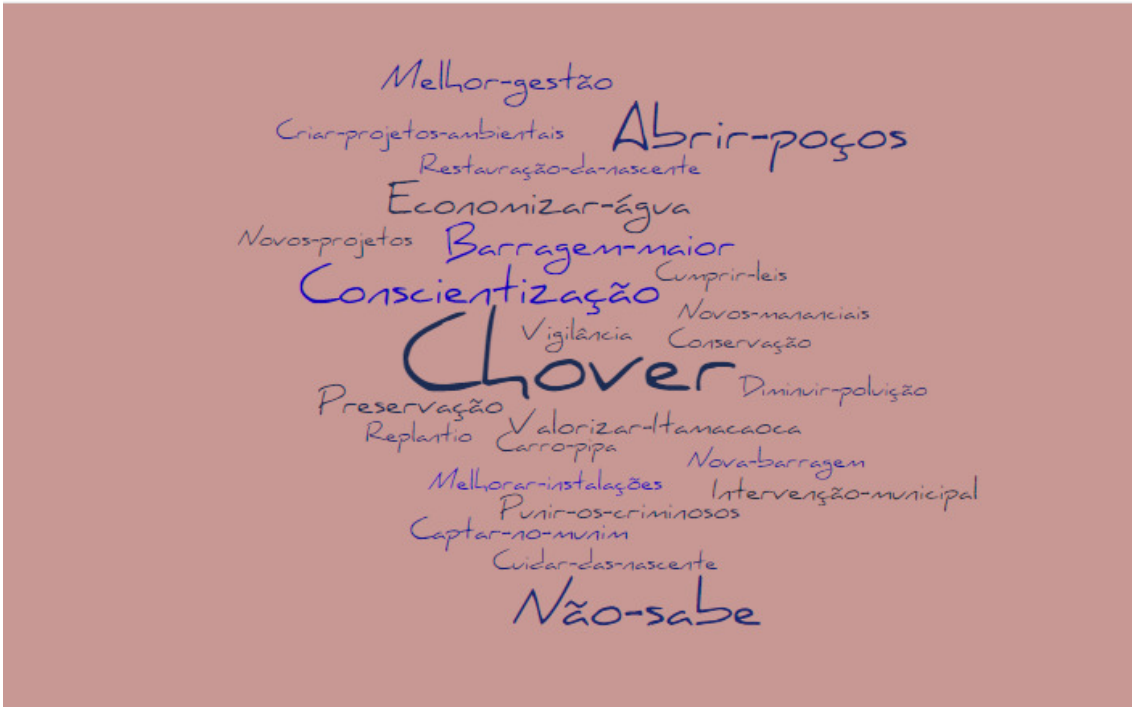 Melhor-gestão
Criar-projetos-ambientais
Abrir-poços
Restauração-da-nascente
Economizar-água
Novos-projetos
Barragem-maior
Cumprir-leis
Conscientização
Novos-mananciais
Vigilância
Conservação
Chover
Diminuir-poluição
Preservação
Valorizar-Itamacaoca
Replantio
Carro-pipa
Nova-barragem
Melhorar-instalações
Intervenção-municipal
Punir-os-criminosos
Captar-no-munim
Cuidar-das-nascente
Não-sabe